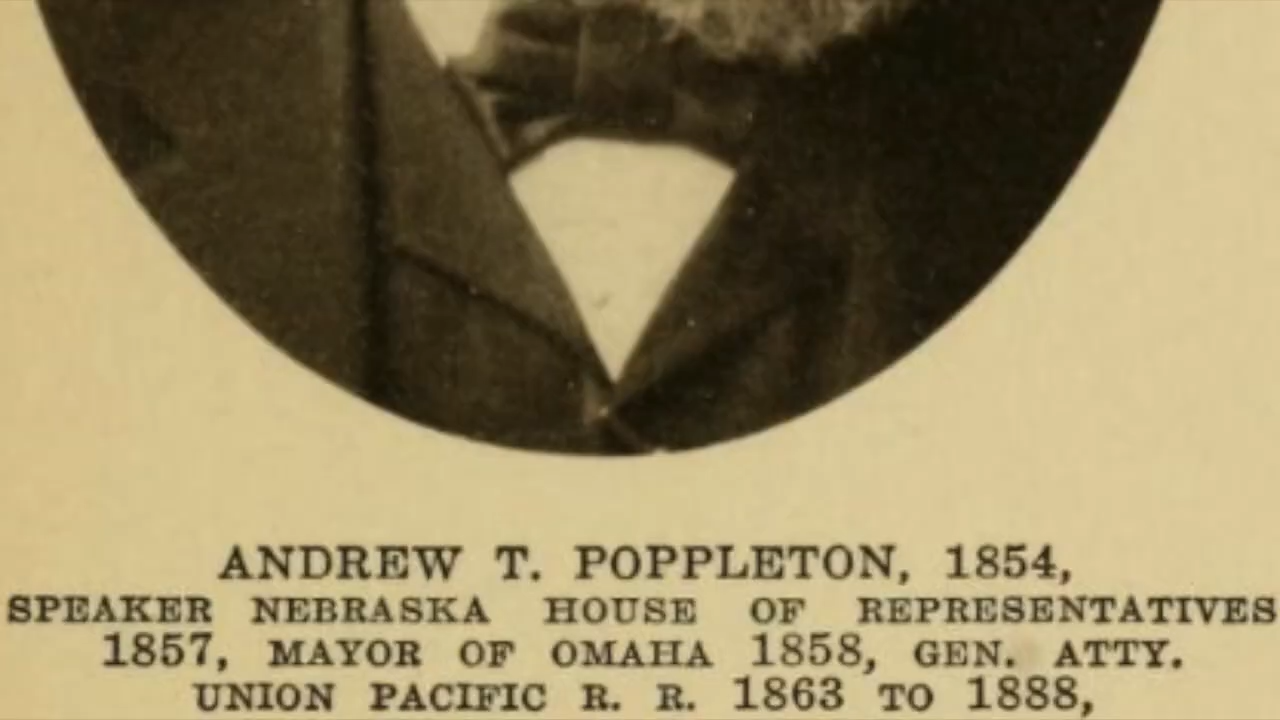 ANDREW T. POPPLETON, 1854,
SPEAKER NEBRASKA HOUSE OF REPRESENTATIVES
1857, MAYOR OF OMAHA 1858, GEN. ATTY.
UNION PACIFIC R. R. 1863 TO 1888,